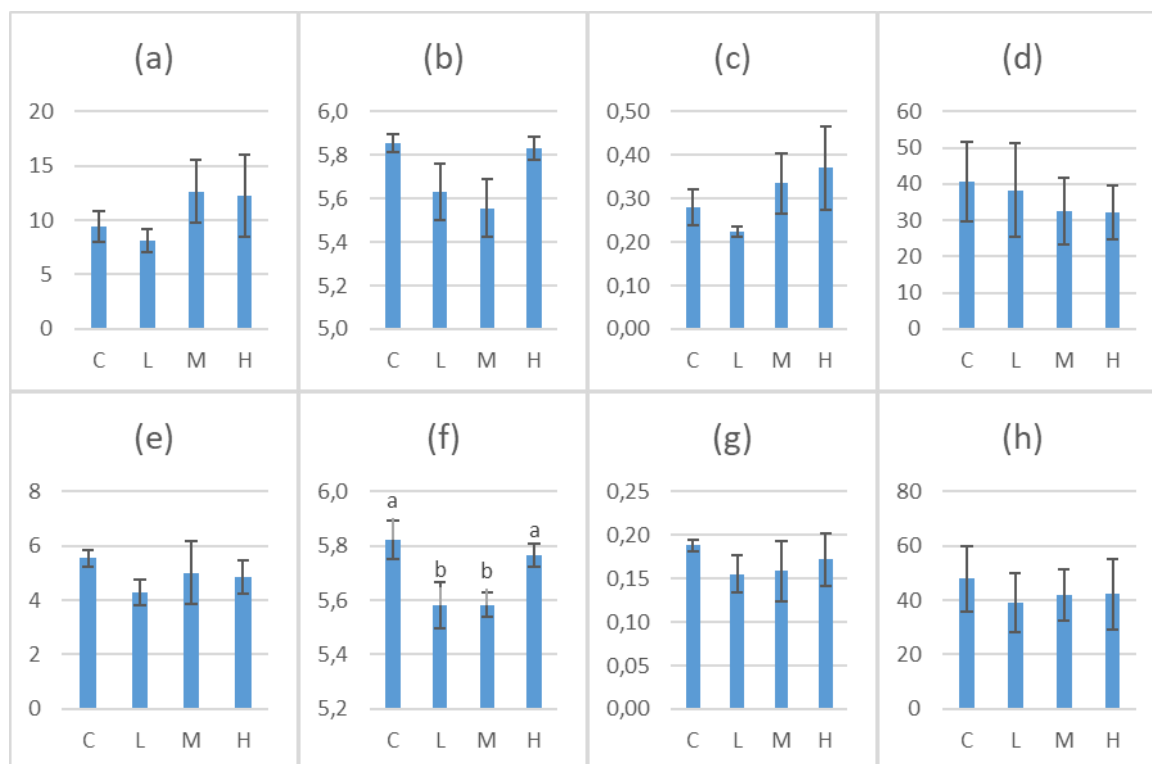 (a)
20
15
10
5
0
C L M H
(b)
6,0
5,8
5,6
5,4
5,2
5,0
C L M H
(c)
0,50
0,40
0,30
0,20
0,10
0,00
C L M H
(d)
60
50
40
30
20
10
0
C L M H
(e)
8
6
4
2
0
C L M H
(f)
6,0
5,8
5,6
5,4
5,2
a
b
b
a
C L M H
(g)
0,25
0,20
0,15
0,10
0,05
0,00
C L M H
(h)
80
60
40
20
0
C L M H